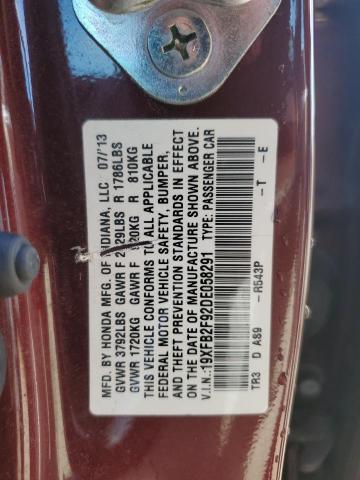 MFD. BY HONDA MFG. OF INDIANA, LLC 07/'13
GVWR 3792LBS GAWR F 2029LBS R 1786LBS
GVWR 1720KG GAWR F 920KG R 810KG
THIS VEHICLE CONFORMS TO ALL APPLICABLE
FEDERAL MOTOR VEHICLE SAFETY, BUMPER,
AND THEFT PREVENTION STANDARDS IN EFFECT
ON THE DATE OF MANUFACTURE SHOWN ABOVE.
V.I.N.:19XFB2F92DE058291 TYPE: PASSENGER CAR
-R543P -T -E
TR3 D A89